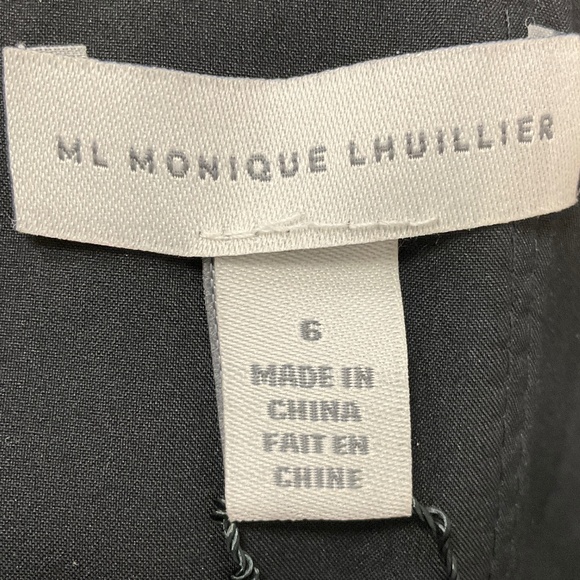 ML MONIQUE LHUILLIER
6
MADE IN
CHINA
FAIT EN
CHINE